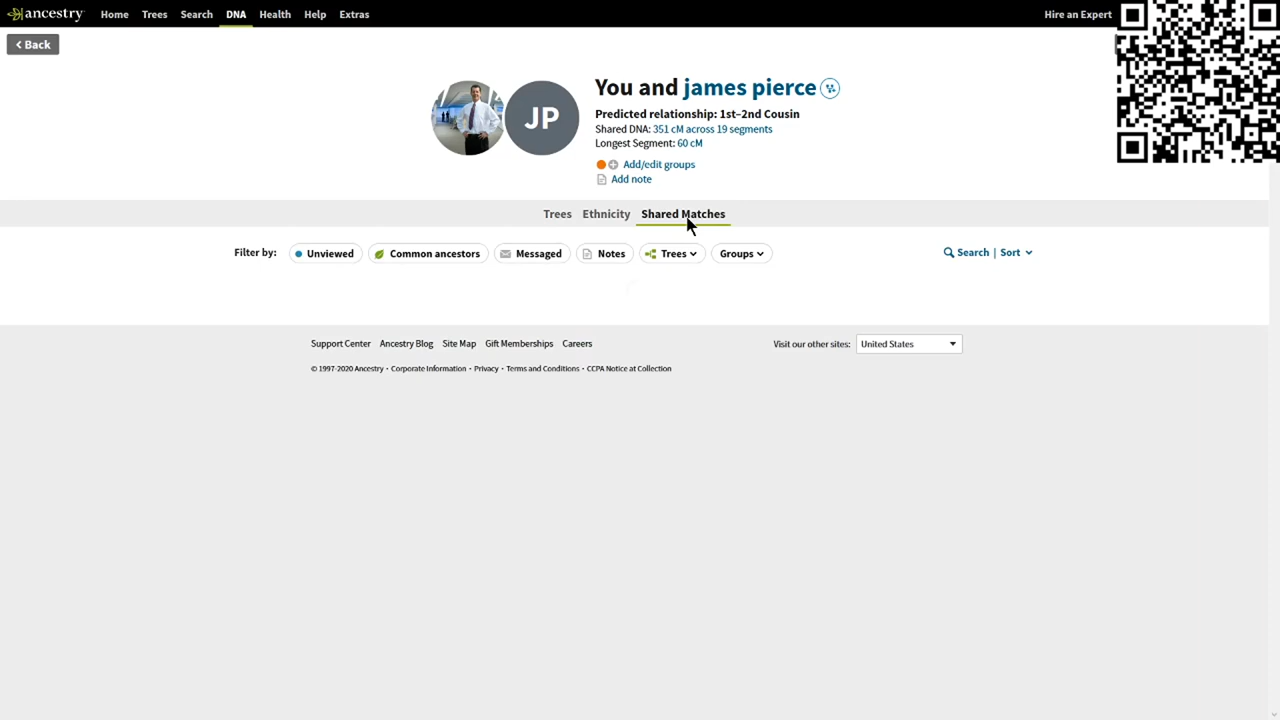 ancestry Home Trees Search DNA Health Help Extras Hire an Expert
< Back
You and james pierce
JP
Predicted relationship: 1st–2nd Cousin
Shared DNA: 351 cM across 19 segments
Longest Segment: 60 cM
Add/edit groups
Add note
Trees Ethnicity Shared Matches
Filter by: Unviewed Common ancestors Messaged Notes Trees Groups Search | Sort
Support Center Ancestry Blog Site Map Gift Memberships Careers Visit our other sites: United States
© 1997-2020 Ancestry • Corporate Information • Privacy • Terms and Conditions • CCPA Notice at Collection